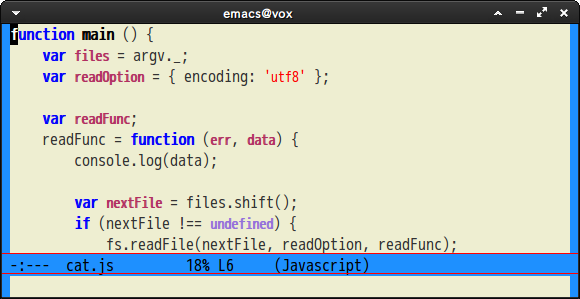 emacs@vox
function main () {
    var files = argv._;
    var readOption = { encoding: 'utf8' };

    var readFunc;
    readFunc = function (err, data) {
        console.log(data);

        var nextFile = files.shift();
        if (nextFile !== undefined) {
            fs.readFile(nextFile, readOption, readFunc);
-:---  cat.js         18% L6     (Javascript)